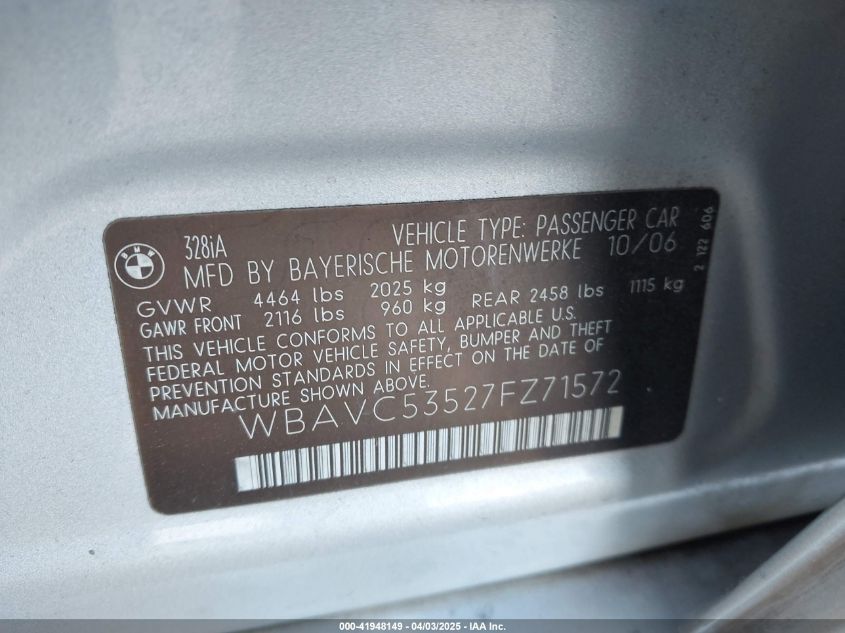 BMW
328iA VEHICLE TYPE: PASSENGER CAR
MFD BY BAYERISCHE MOTORENWERKE 10/06
GVWR 4464 lbs 2025 kg
GAWR FRONT 2116 lbs 960 kg REAR 2458 lbs 1115 kg
THIS VEHICLE CONFORMS TO ALL APPLICABLE U.S.
FEDERAL MOTOR VEHICLE SAFETY, BUMPER AND THEFT
PREVENTION STANDARDS IN EFFECT ON THE DATE OF
MANUFACTURE SHOWN ABOVE.
WBAVC53527FZ71572
2 122 606
000-41948149 - 04/03/2025 - IAA Inc.